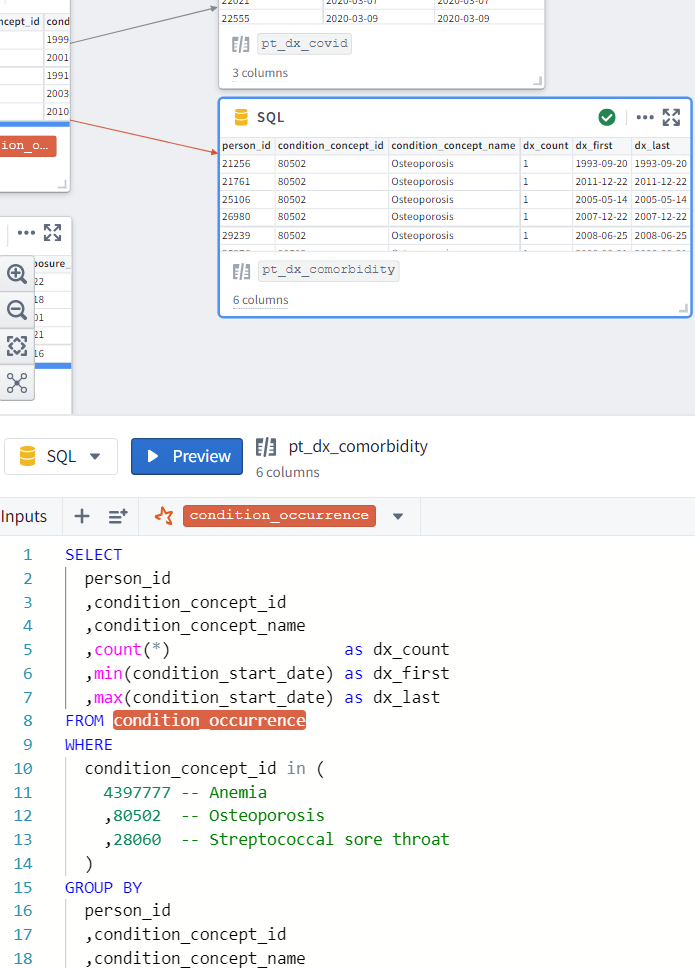 22021 2020-03-07 2020-03-07
22555 2020-03-09 2020-03-09
pt_dx_covid
3 columns
ncept_id cond
1999
2001
1991
2003
2010
ion_o...
SQL
person_id condition_concept_id condition_concept_name dx_count dx_first dx_last
21256 80502 Osteoporosis 1 1993-09-20 1993-09-20
21761 80502 Osteoporosis 1 2011-12-22 2011-12-22
25106 80502 Osteoporosis 1 2005-05-14 2005-05-14
26980 80502 Osteoporosis 1 2007-12-22 2007-12-22
29239 80502 Osteoporosis 1 2008-06-25 2008-06-25
pt_dx_comorbidity
6 columns
posure_
22
18
01
21
16
SQL
Preview
pt_dx_comorbidity
6 columns
Inputs
condition_occurrence
1 SELECT
2 person_id
3 ,condition_concept_id
4 ,condition_concept_name
5 ,count(*) as dx_count
6 ,min(condition_start_date) as dx_first
7 ,max(condition_start_date) as dx_last
8 FROM condition_occurrence
9 WHERE
10 condition_concept_id in (
11 4397777 -- Anemia
12 ,80502 -- Osteoporosis
13 ,28060 -- Streptococcal sore throat
14 )
15 GROUP BY
16 person_id
17 ,condition_concept_id
18 ,condition_concept_name